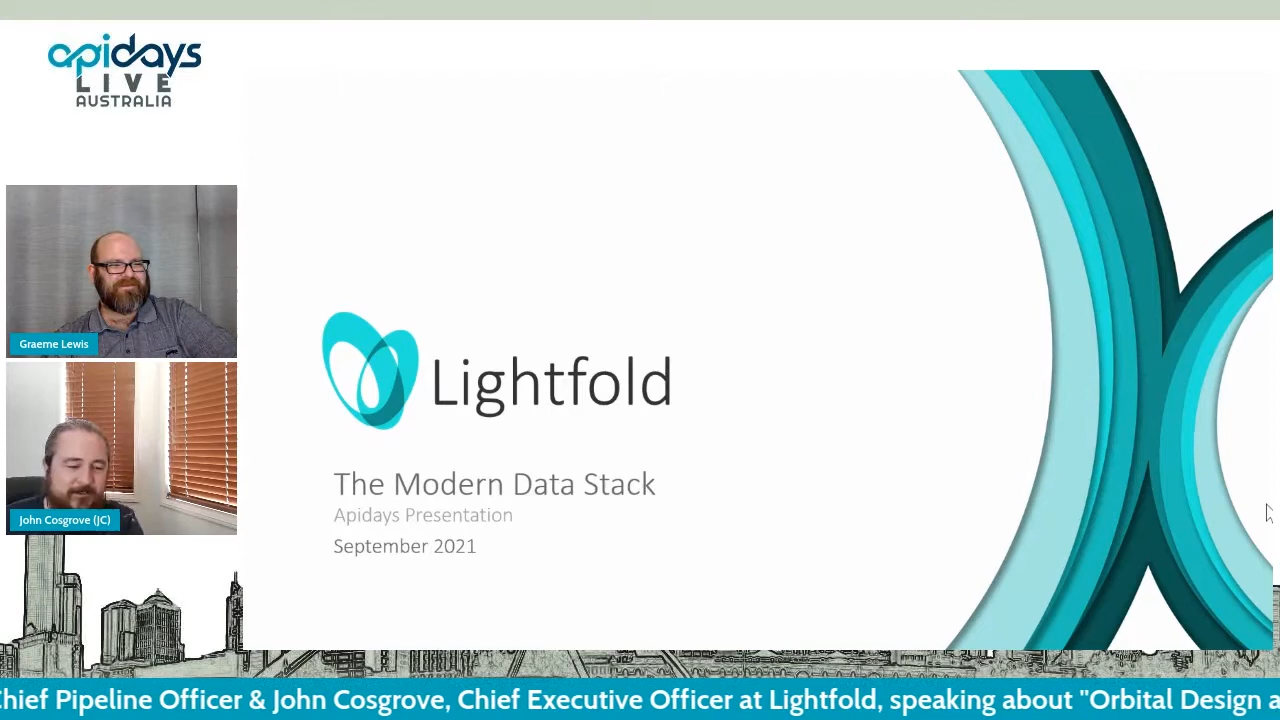 apidays
LIVE
AUSTRALIA
Graeme Lewis
John Cosgrove (JC)
Lightfold
The Modern Data Stack
Apidays Presentation
September 2021
Chief Pipeline Officer & John Cosgrove, Chief Executive Officer at Lightfold, speaking about "Orbital Design a